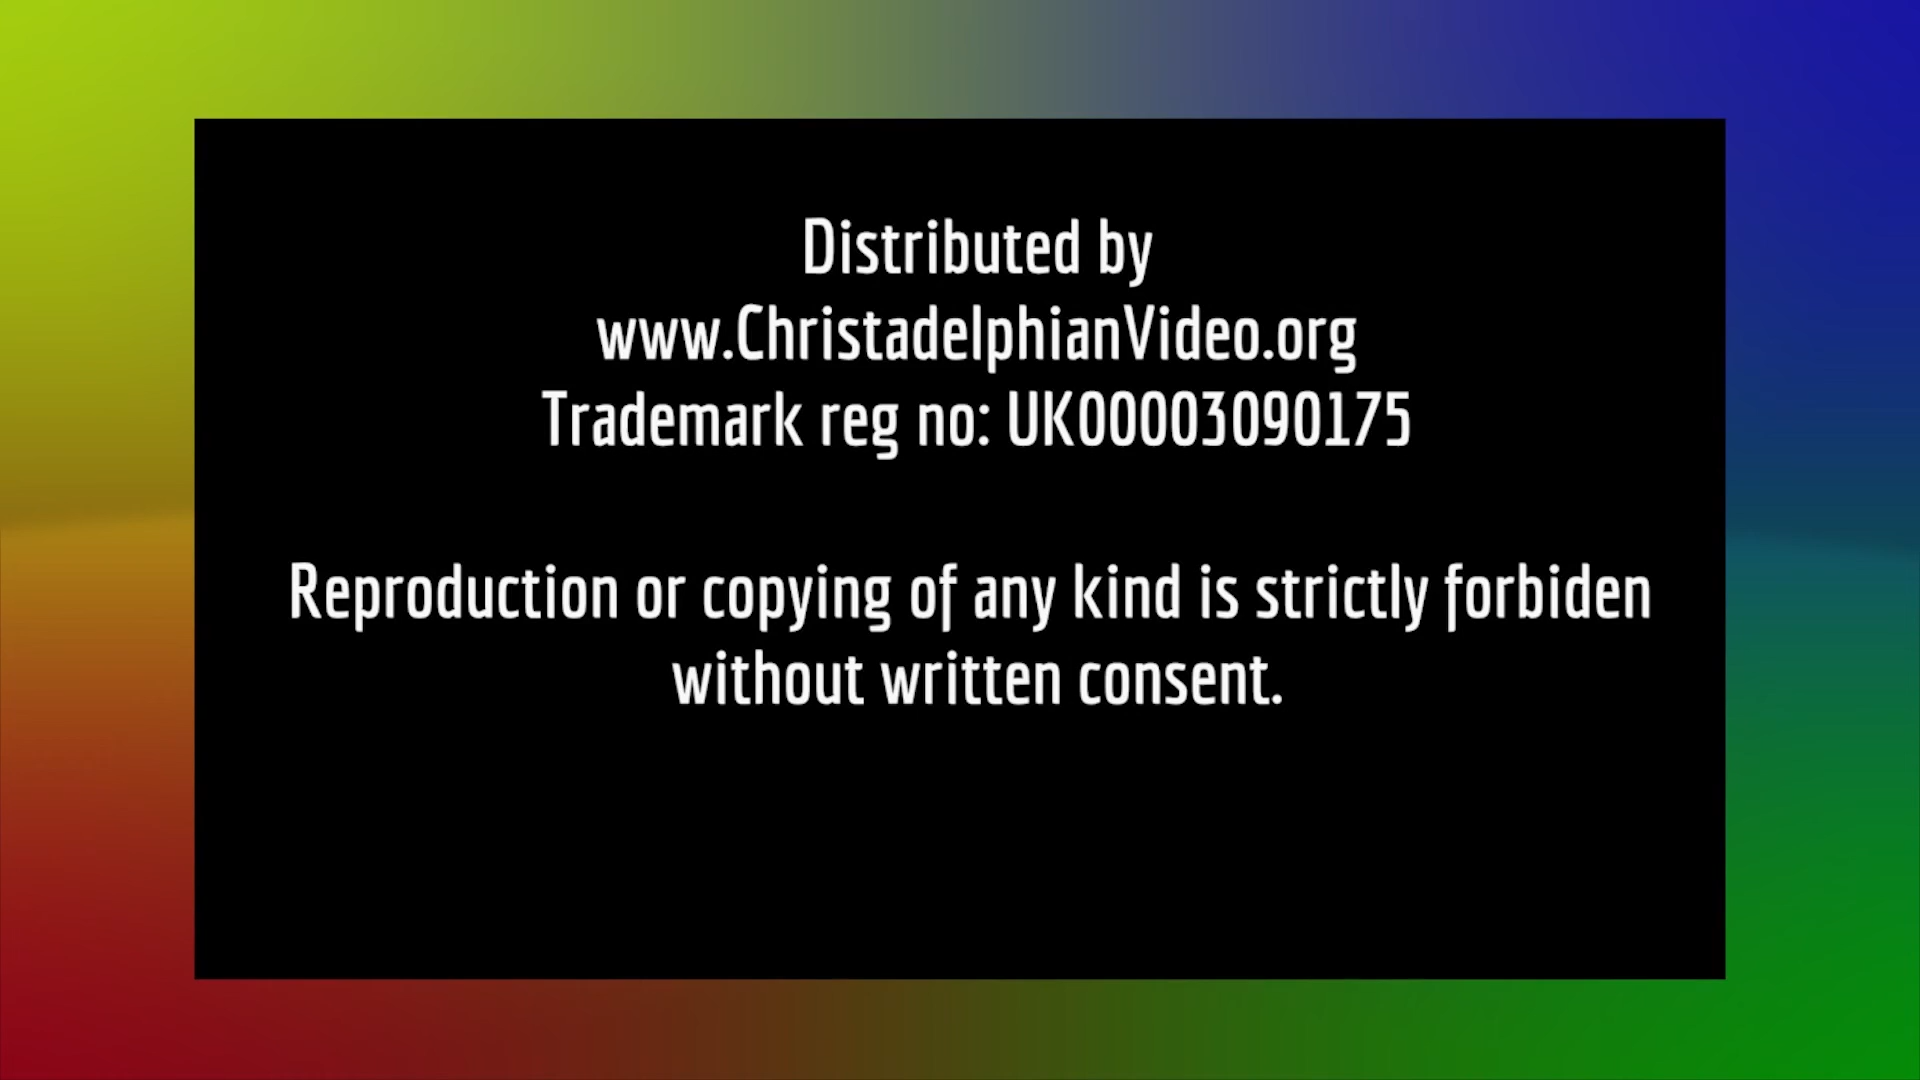 Distributed by
www.ChristadelphianVideo.org
Trademark reg no: UK00003090175
Reproduction or copying of any kind is strictly forbiden
without written consent.